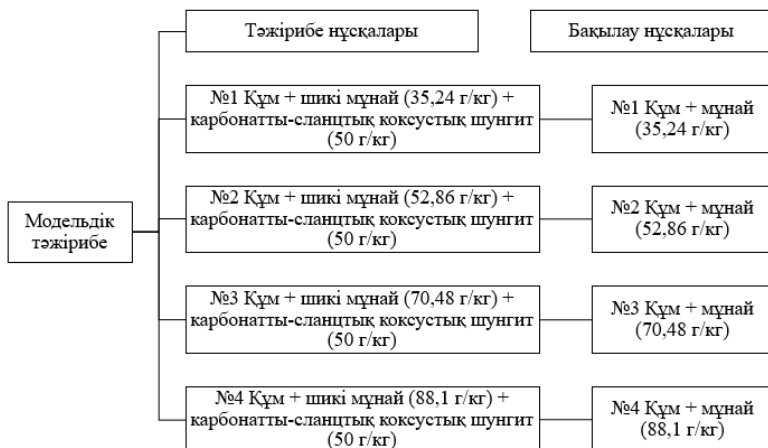 Тәжірибе нұсқалары
Бақылау нұсқалары
№1 Құм + шикі мұнай (35,24 г/кг) +
карбонатты-сланцтық коксустық шунгит
(50 г/кг)
№1 Құм + мұнай
(35,24 г/кг)
№2 Құм + шикі мұнай (52,86 г/кг) +
карбонатты-сланцтық коксустық шунгит
(50 г/кг)
№2 Құм + мұнай
(52,86 г/кг)
Модельдік
тәжірибе
№3 Құм + шикі мұнай (70,48 г/кг) +
карбонатты-сланцтық коксустық шунгит
(50 г/кг)
№3 Құм + мұнай
(70,48 г/кг)
№4 Құм + шикі мұнай (88,1 г/кг) +
карбонатты-сланцтық коксустық шунгит
(50 г/кг)
№4 Құм + мұнай
(88,1 г/кг)